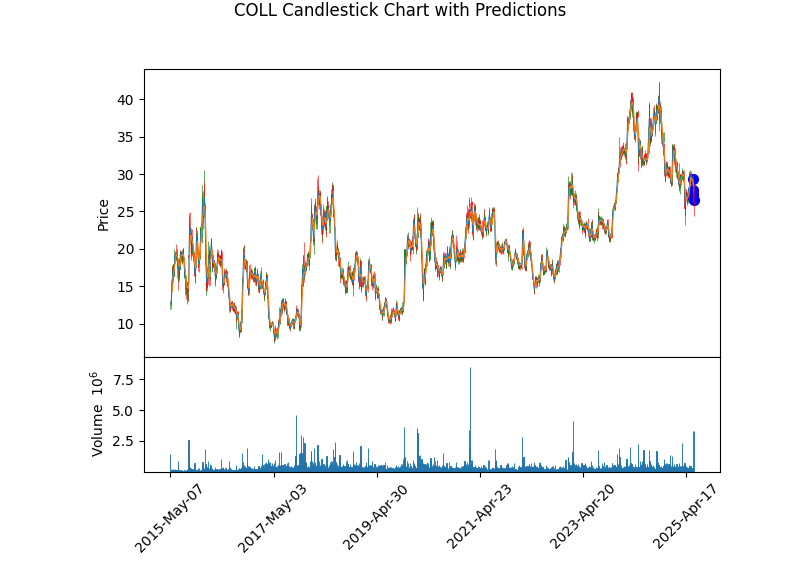 COLL Candlestick Chart with Predictions
Price
40
35
30
25
20
15
10
Volume 10^6
7.5
5.0
2.5
2015-May-07
2017-May-03
2019-Apr-30
2021-Apr-23
2023-Apr-20
2025-Apr-17